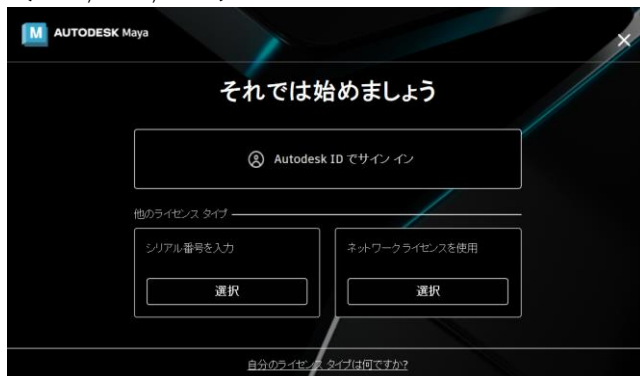 M AUTODESK Maya
それでは始めましょう
Autodesk ID でサイン イン
他のライセンス タイプ
シリアル番号を入力
ネットワークライセンスを使用
選択
選択
自分のライセンス タイプは何ですか?